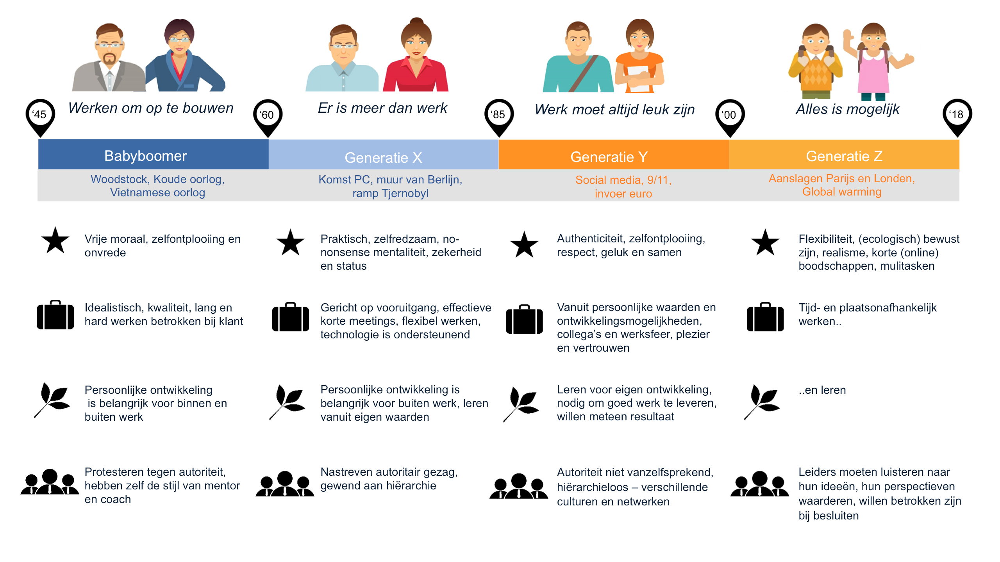 Werken om op te bouwen
Er is meer dan werk
Werk moet altijd leuk zijn
Alles is mogelijk
‘45
‘60
‘85
‘00
‘18
Babyboomer
Generatie X
Generatie Y
Generatie Z
Woodstock, Koude oorlog,
Vietnamese oorlog
Komst PC, muur van Berlijn,
ramp Tjernobyl
Social media, 9/11,
invoer euro
Aanslagen Parijs en Londen,
Global warming
Vrije moraal, zelfontplooiing en
onvrede
Praktisch, zelfredzaam, no-
nonsense mentaliteit, zekerheid
en status
Authenticiteit, zelfontplooiing,
respect, geluk en samen
Flexibiliteit, (ecologisch) bewust
zijn, realisme, korte (online)
boodschappen, mulitasken
Idealistisch, kwaliteit, lang en
hard werken betrokken bij klant
Gericht op vooruitgang, effectieve
korte meetings, flexibel werken,
technologie is ondersteunend
Vanuit persoonlijke waarden en
ontwikkelingsmogelijkheden,
collega’s en werksfeer, plezier
en vertrouwen
Tijd- en plaatsonafhankelijk
werken..
Persoonlijke ontwikkeling
is belangrijk voor binnen en
buiten werk
Persoonlijke ontwikkeling is
belangrijk voor buiten werk, leren
vanuit eigen waarden
Leren voor eigen ontwikkeling,
nodig om goed werk te leveren,
willen meteen resultaat
..en leren
Protesteren tegen autoriteit,
hebben zelf de stijl van mentor
en coach
Nastreven autoritair gezag,
gewend aan hiërarchie
Autoriteit niet vanzelfsprekend,
hiërarchieloos – verschillende
culturen en netwerken
Leiders moeten luisteren naar
hun ideeën, hun perspectieven
waarderen, willen betrokken zijn
bij besluiten